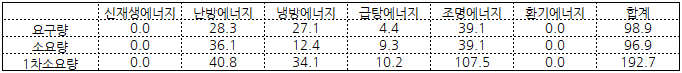 신재생에너지 난방에너지 냉방에너지 급탕에너지 조명에너지 환기에너지 합계
요구량 0.0 28.3 27.1 4.4 39.1 0.0 98.9
소요량 0.0 36.1 12.4 9.3 39.1 0.0 96.9
1차소요량 0.0 40.8 34.1 10.2 107.5 0.0 192.7